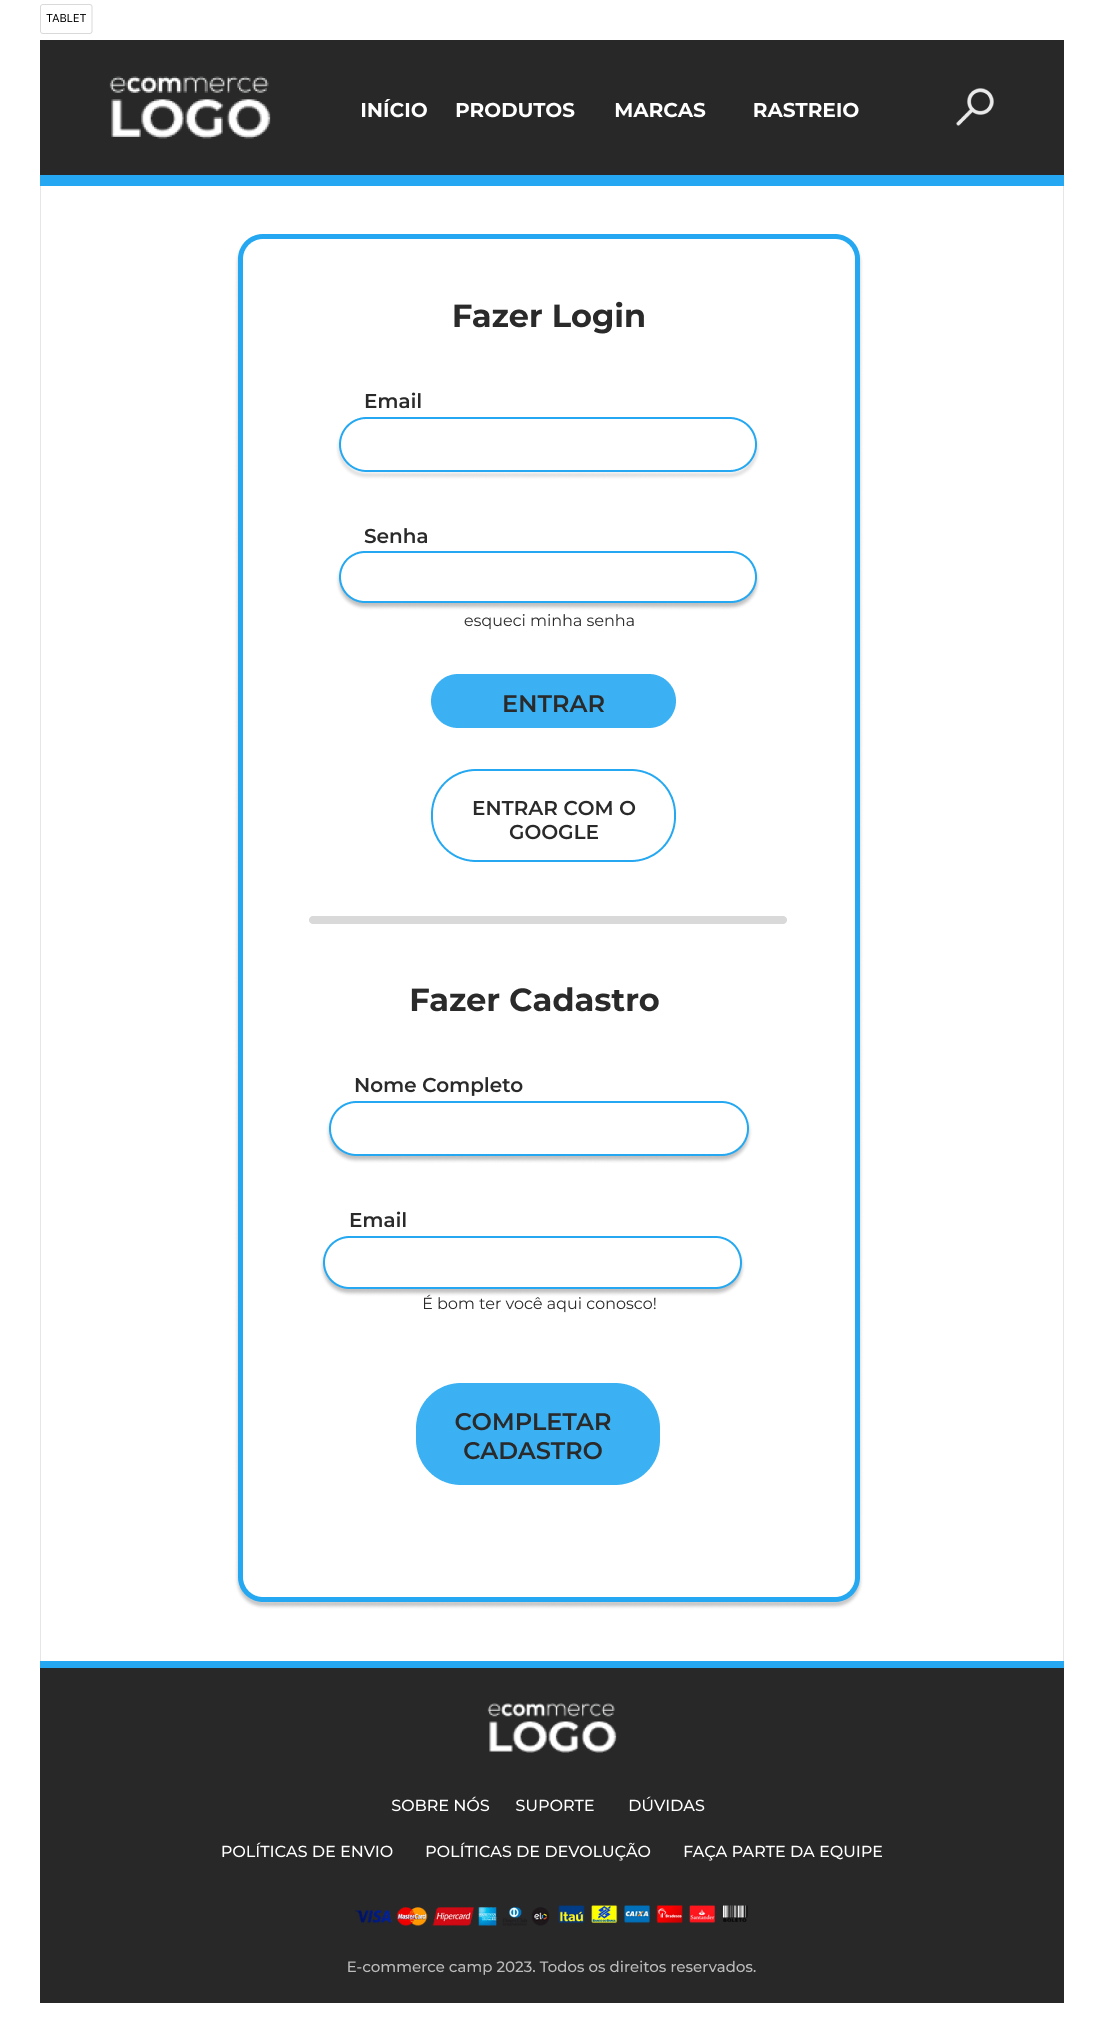 TABLET
ecommerce
LOGO
INÍCIO PRODUTOS MARCAS RASTREIO
Fazer Login
Email
Senha
esqueci minha senha
ENTRAR
ENTRAR COM O
GOOGLE
Fazer Cadastro
Nome Completo
Email
É bom ter você aqui conosco!
COMPLETAR
CADASTRO
ecommerce
LOGO
SOBRE NÓS SUPORTE DÚVIDAS
POLÍTICAS DE ENVIO POLÍTICAS DE DEVOLUÇÃO FAÇA PARTE DA EQUIPE
VISA MasterCard Hipercard elo Itaú CAIXA Santander
E-commerce camp 2023. Todos os direitos reservados.